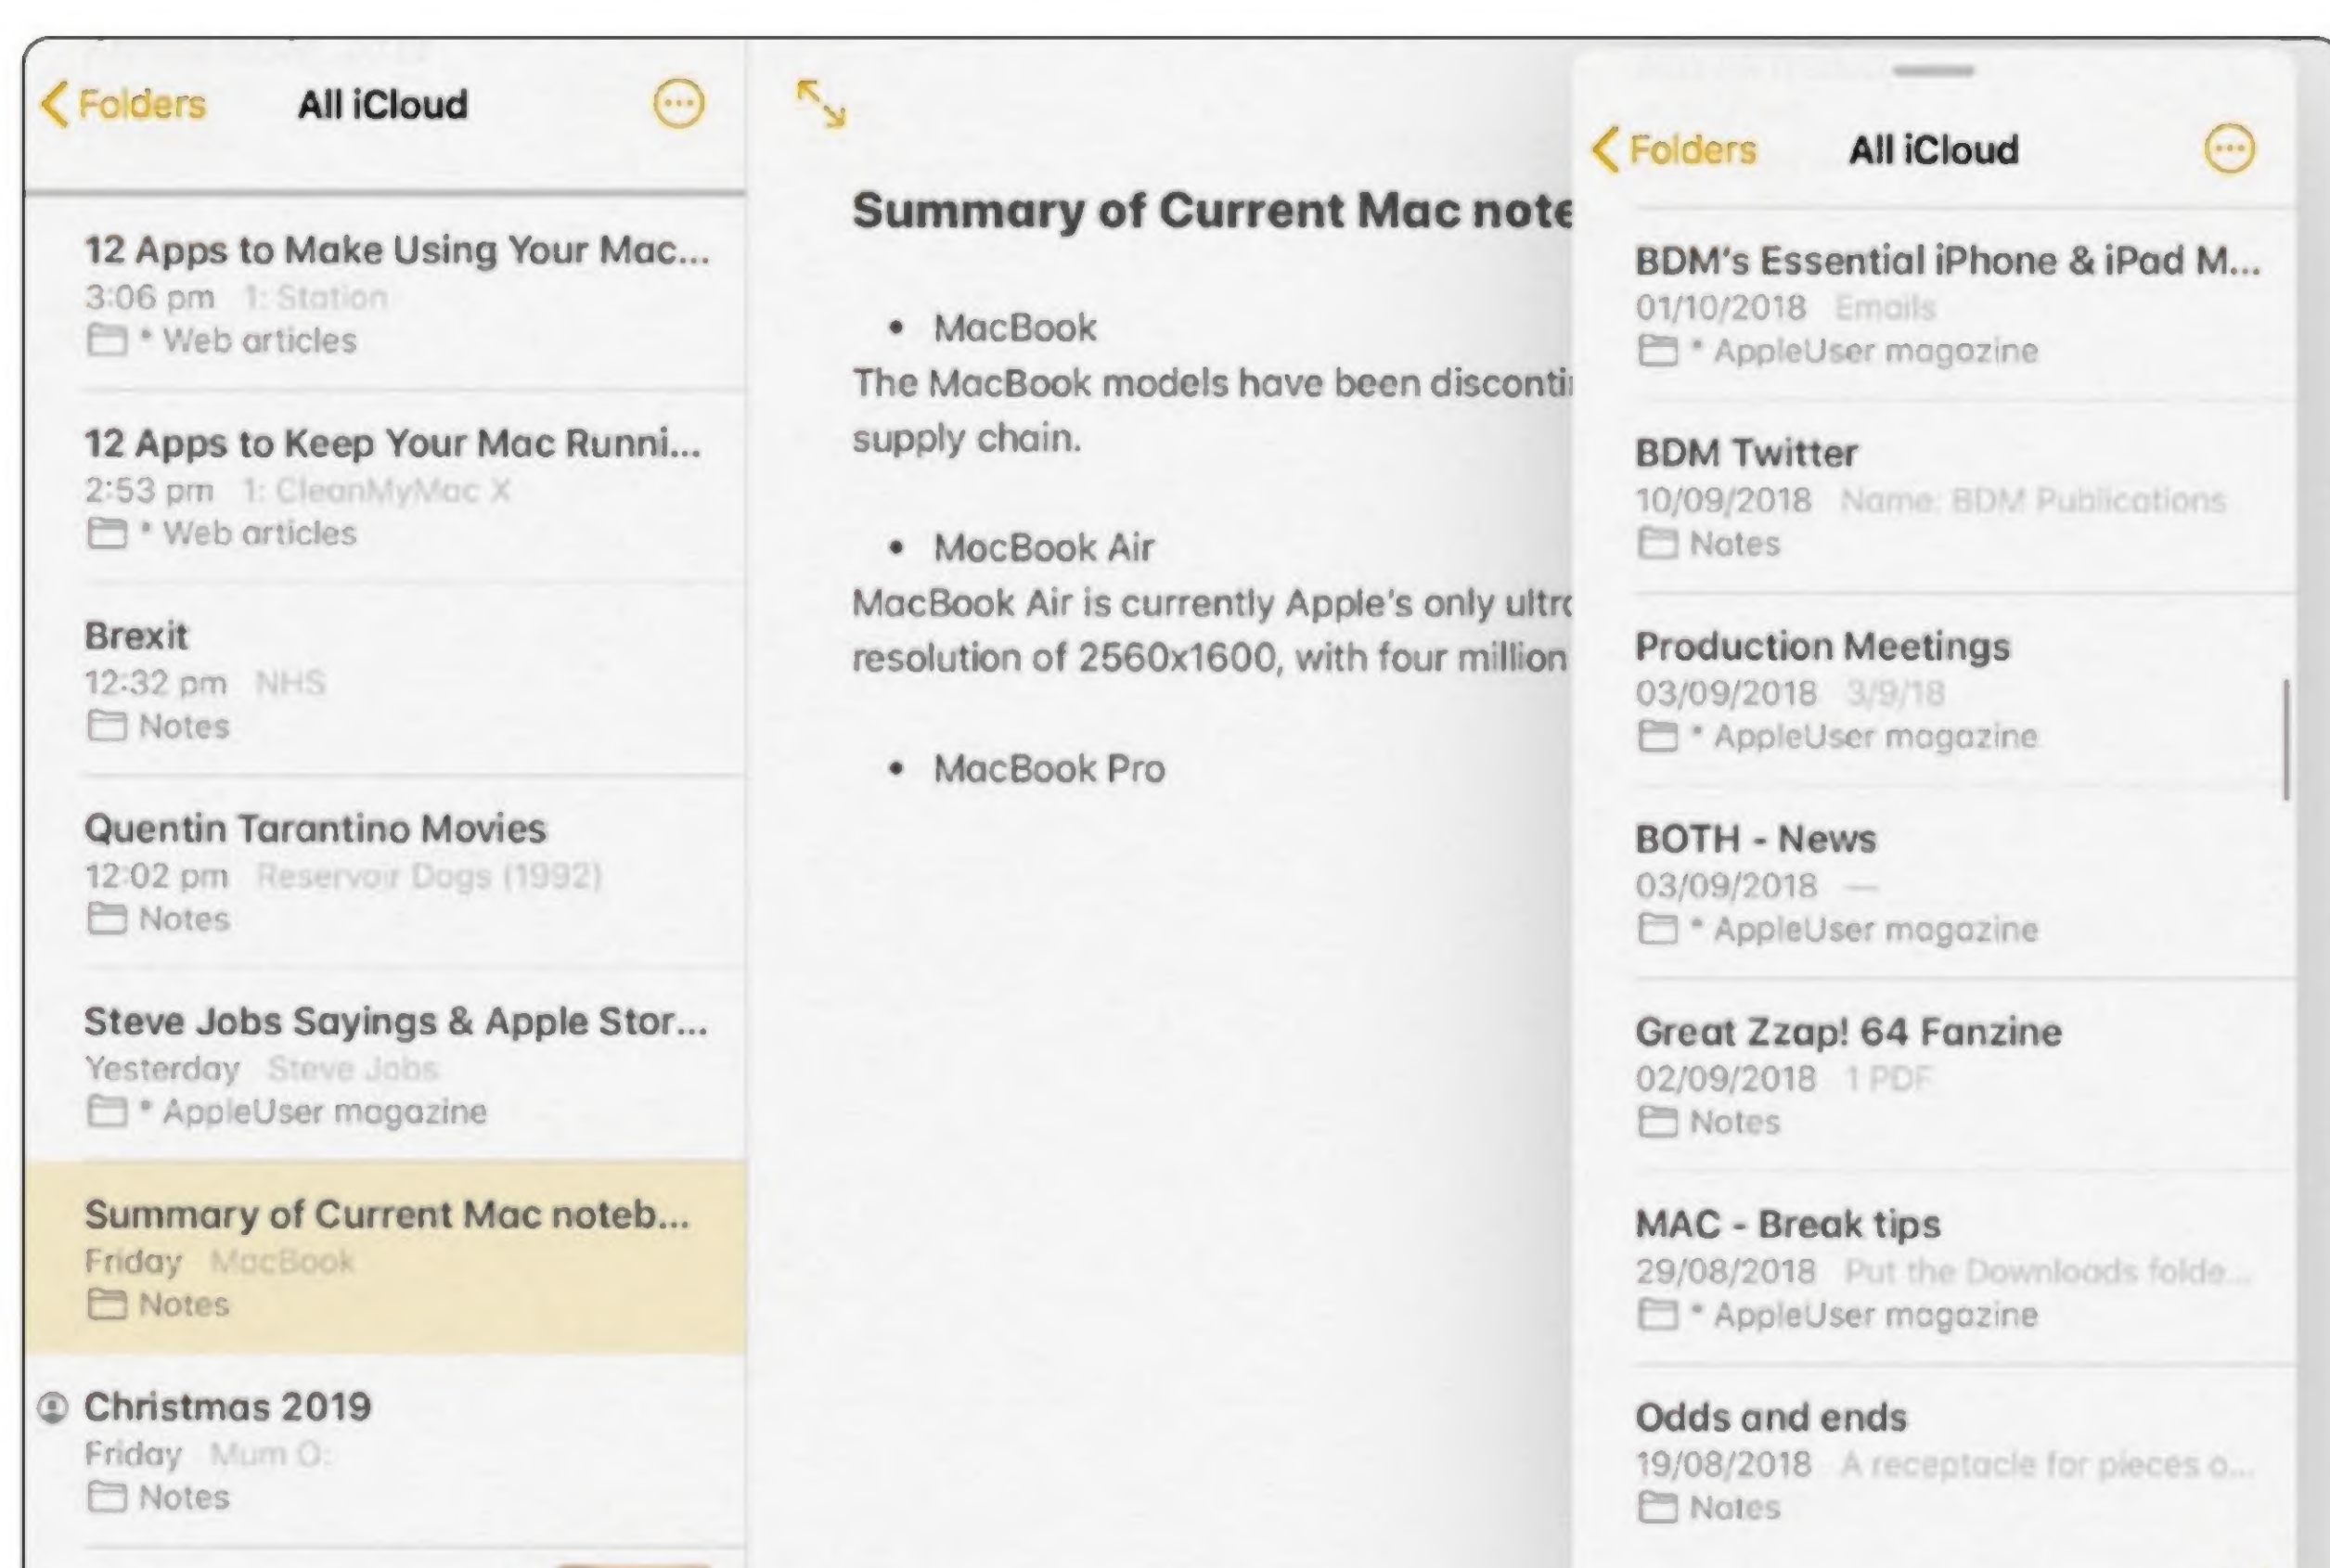 Folders All iCloud
12 Apps to Make Using Your Mac...
3:06 pm 1: Station
* Web articles
12 Apps to Keep Your Mac Runni...
2:53 pm 1: CleanMyMac X
* Web articles
Brexit
12:32 pm NHS
Notes
Quentin Tarantino Movies
12:02 pm Reservoir Dogs (1992)
Notes
Steve Jobs Sayings & Apple Stor...
Yesterday Steve Jobs
* AppleUser magazine
Summary of Current Mac noteb...
Friday MacBook
Notes
Christmas 2019
Friday Mum O:
Notes
Summary of Current Mac note
• MacBook
The MacBook models have been discontin
supply chain.
• MacBook Air
MacBook Air is currently Apple's only ultra
resolution of 2560x1600, with four million
• MacBook Pro
Folders All iCloud
BDM's Essential iPhone & iPad M...
01/10/2018 Emails
* AppleUser magazine
BDM Twitter
10/09/2018 Name: BDM Publications
Notes
Production Meetings
03/09/2018 3/9/18
* AppleUser magazine
BOTH - News
03/09/2018 —
* AppleUser magazine
Great Zzap! 64 Fanzine
02/09/2018 1 PDF
Notes
MAC - Break tips
29/08/2018 Put the Downloads folde...
* AppleUser magazine
Odds and ends
19/08/2018 A receptacle for pieces o...
Notes